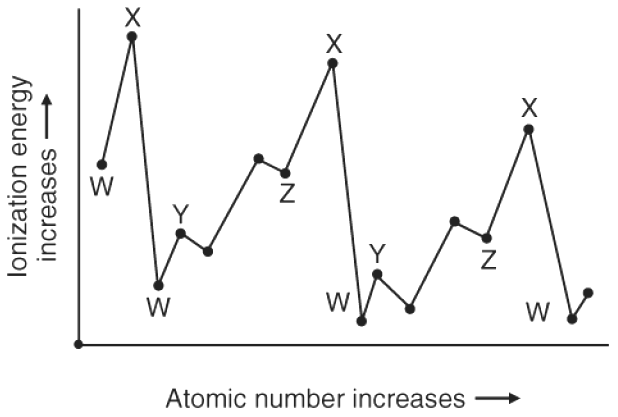 X
X
X
W
Y
Z
Y
Z
W
W
W
Ionization energy
increases
Atomic number increases